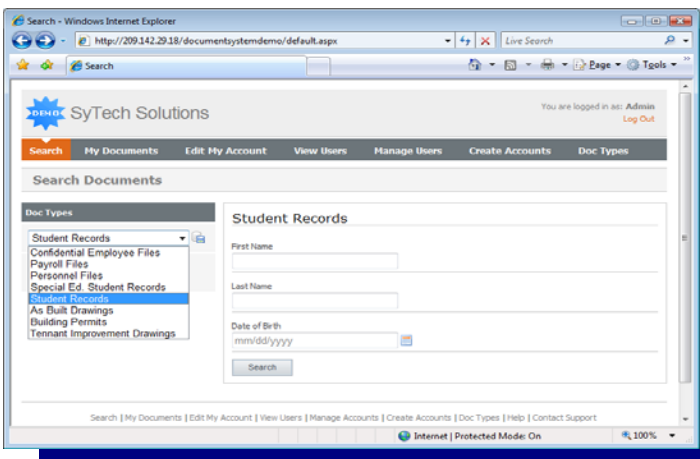 Search - Windows Internet Explorer
http://209.142.29.18/documentsystemdemo/default.aspx
Live Search
Search
Page
Tools
DEMO
SyTech Solutions
You are logged in as: Admin
Log Out
Search My Documents Edit My Account View Users Manage Users Create Accounts Doc Types
Search Documents
Doc Types
Student Records
Confidential Employee Files
Payroll Files
Personnel Files
Special Ed. Student Records
Student Records
As Built Drawings
Building Permits
Tennant Improvement Drawings
Student Records
First Name
Last Name
Date of Birth
mm/dd/yyyy
Search
Search | My Documents | Edit My Account | View Users | Manage Accounts | Create Accounts | Doc Types | Help | Contact Support
Internet | Protected Mode: On
100%